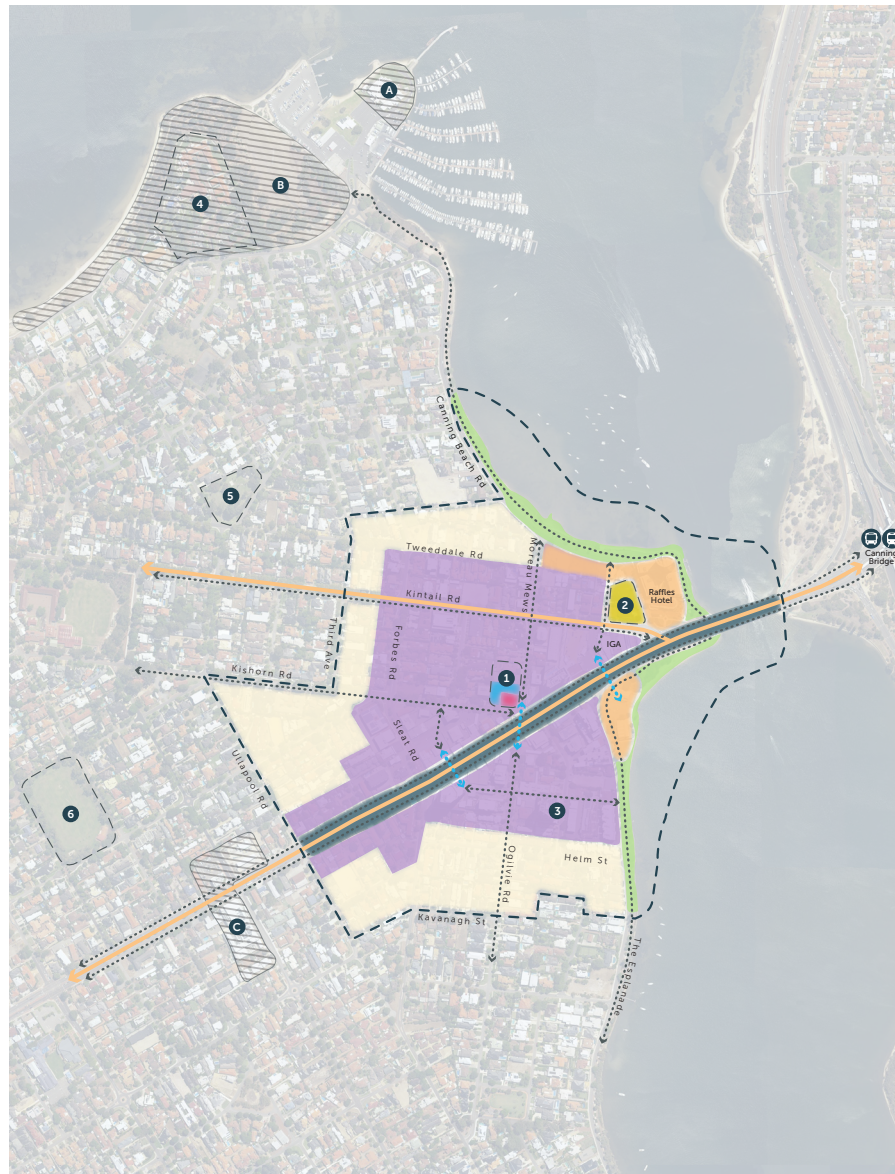 A
B
4
Canning Beach Rd
5
Canning
Bridge
Tweeddale Rd
Moreau Mews
Raffles
Hotel
Kintail Rd
2
Third Ave
Forbes Rd
IGA
Kishorn Rd
1
Sleat Rd
Ullapool Rd
6
3
Ogilvie Rd
Helm St
C
Kavanagh St
The Esplanade